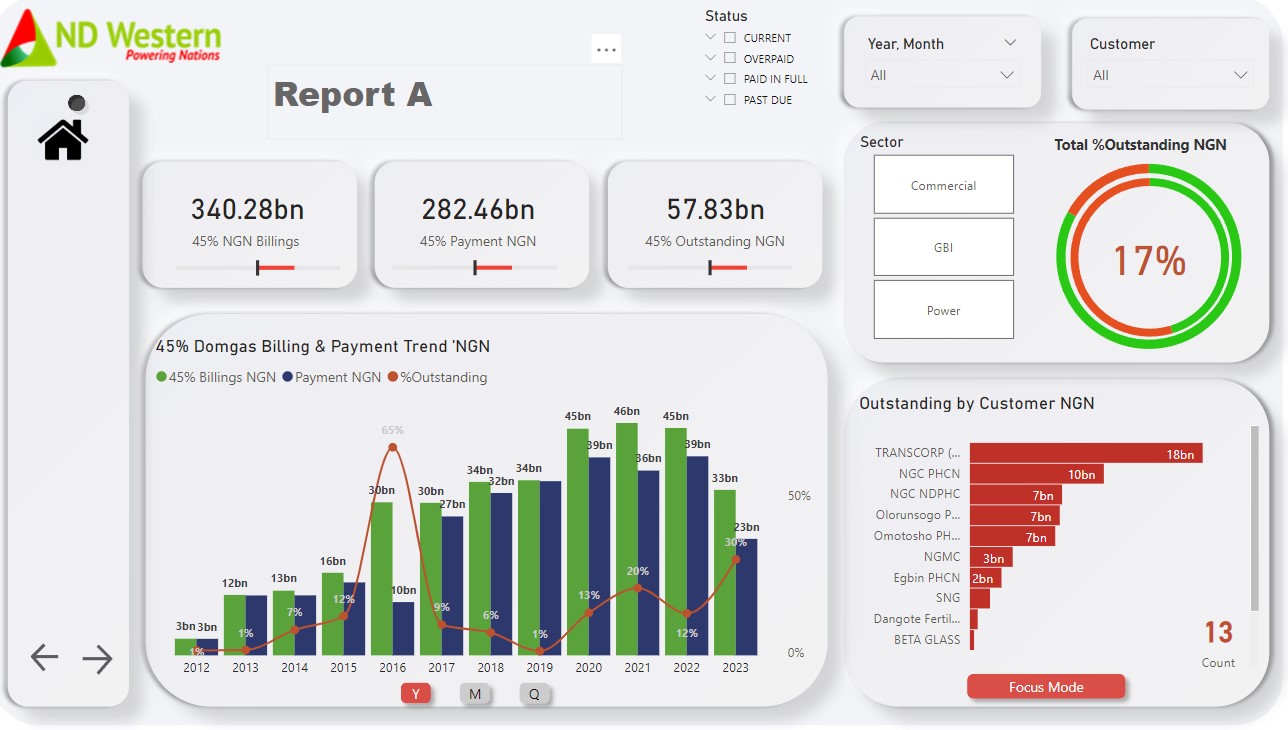 ND Western
Powering Nations
...
Report A
Status
CURRENT
OVERPAID
PAID IN FULL
PAST DUE
Year, Month
All
Customer
All
340.28bn
45% NGN Billings
282.46bn
45% Payment NGN
57.83bn
45% Outstanding NGN
Sector
Commercial
GBI
Power
Total %Outstanding NGN
17%
45% Domgas Billing & Payment Trend 'NGN
45% Billings NGN Payment NGN %Outstanding
45bn 46bn 45bn
65%
39bn 36bn 39bn
34bn 32bn 34bn
30bn 30bn 27bn 33bn
50%
23bn
30%
16bn
12bn 13bn 10bn
20%
12% 9% 13%
7% 6% 12%
3bn 3bn 1% 1%
1%
0%
2012 2013 2014 2015 2016 2017 2018 2019 2020 2021 2022 2023
Y M Q
Outstanding by Customer NGN
TRANSCORP (... 18bn
NGC PHCN 10bn
NGC NDPHC 7bn
Olorunsogo P... 7bn
Omotosho PH... 7bn
NGMC 3bn
Egbin PHCN 2bn
SNG
Dangote Fertil...
BETA GLASS
13
Count
Focus Mode